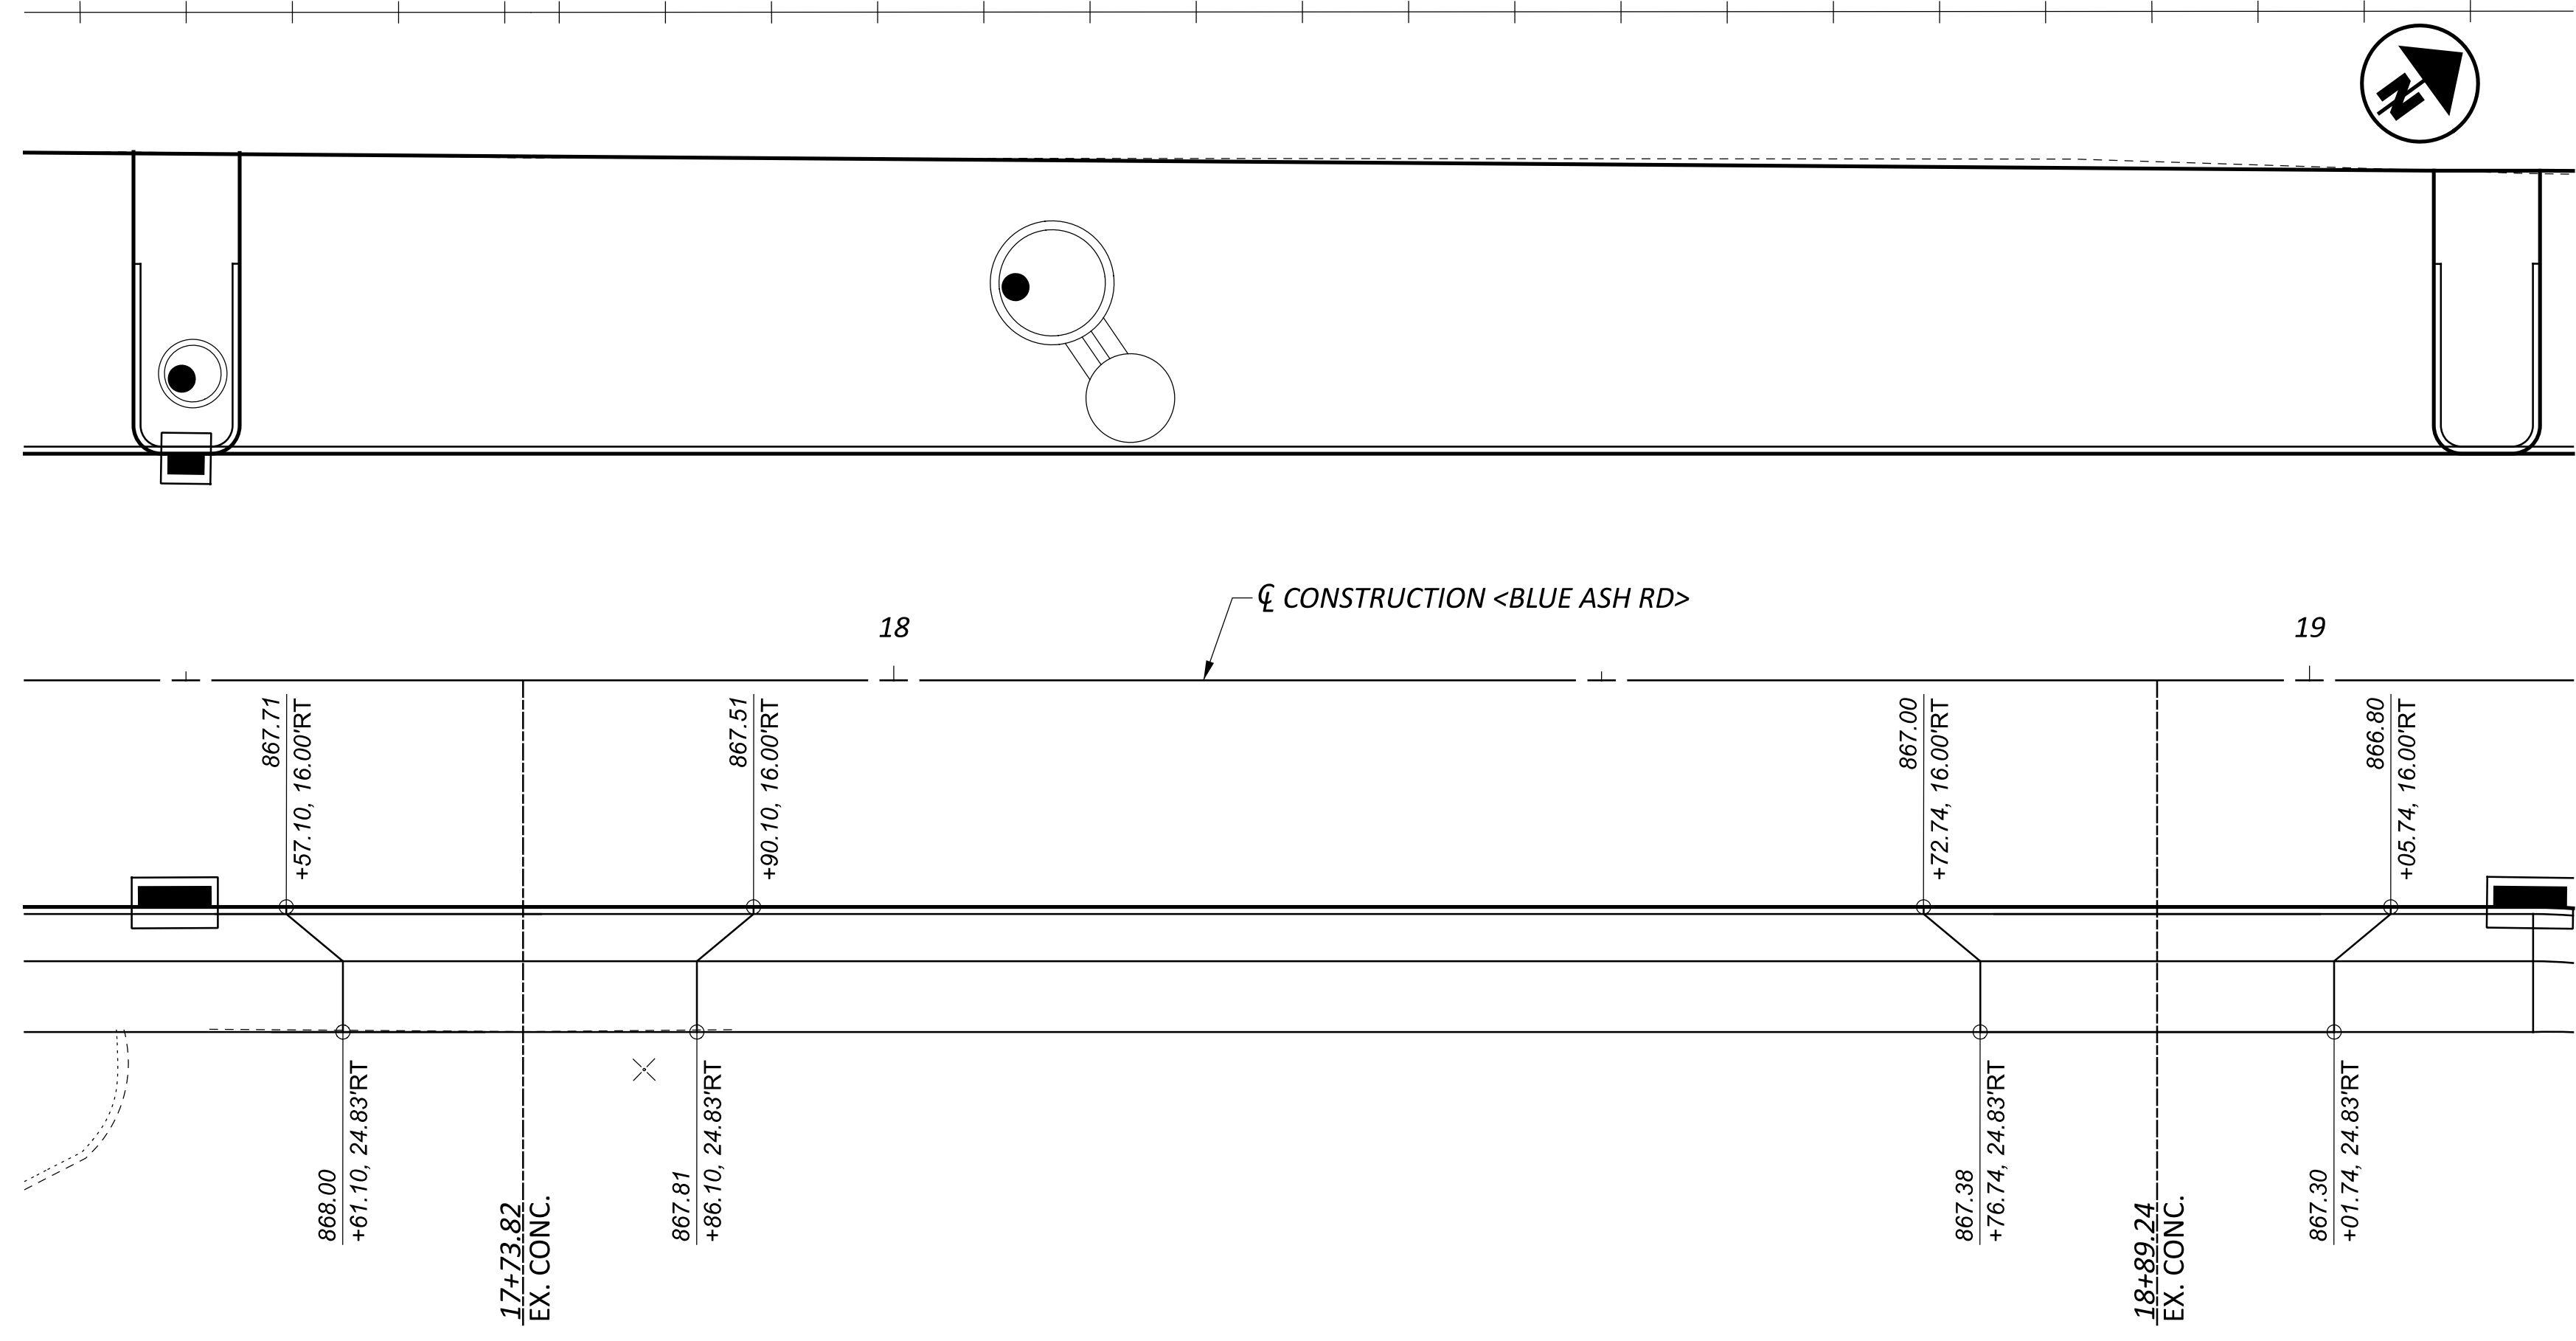 N
℄ CONSTRUCTION <BLUE ASH RD>
18
19
867.71
+57.10, 16.00'RT
867.51
+90.10, 16.00'RT
867.00
+72.74, 16.00'RT
866.80
+05.74, 16.00'RT
868.00
+61.10, 24.83'RT
17+73.82
EX. CONC.
867.81
+86.10, 24.83'RT
867.38
+76.74, 24.83'RT
18+89.24
EX. CONC.
867.30
+01.74, 24.83'RT